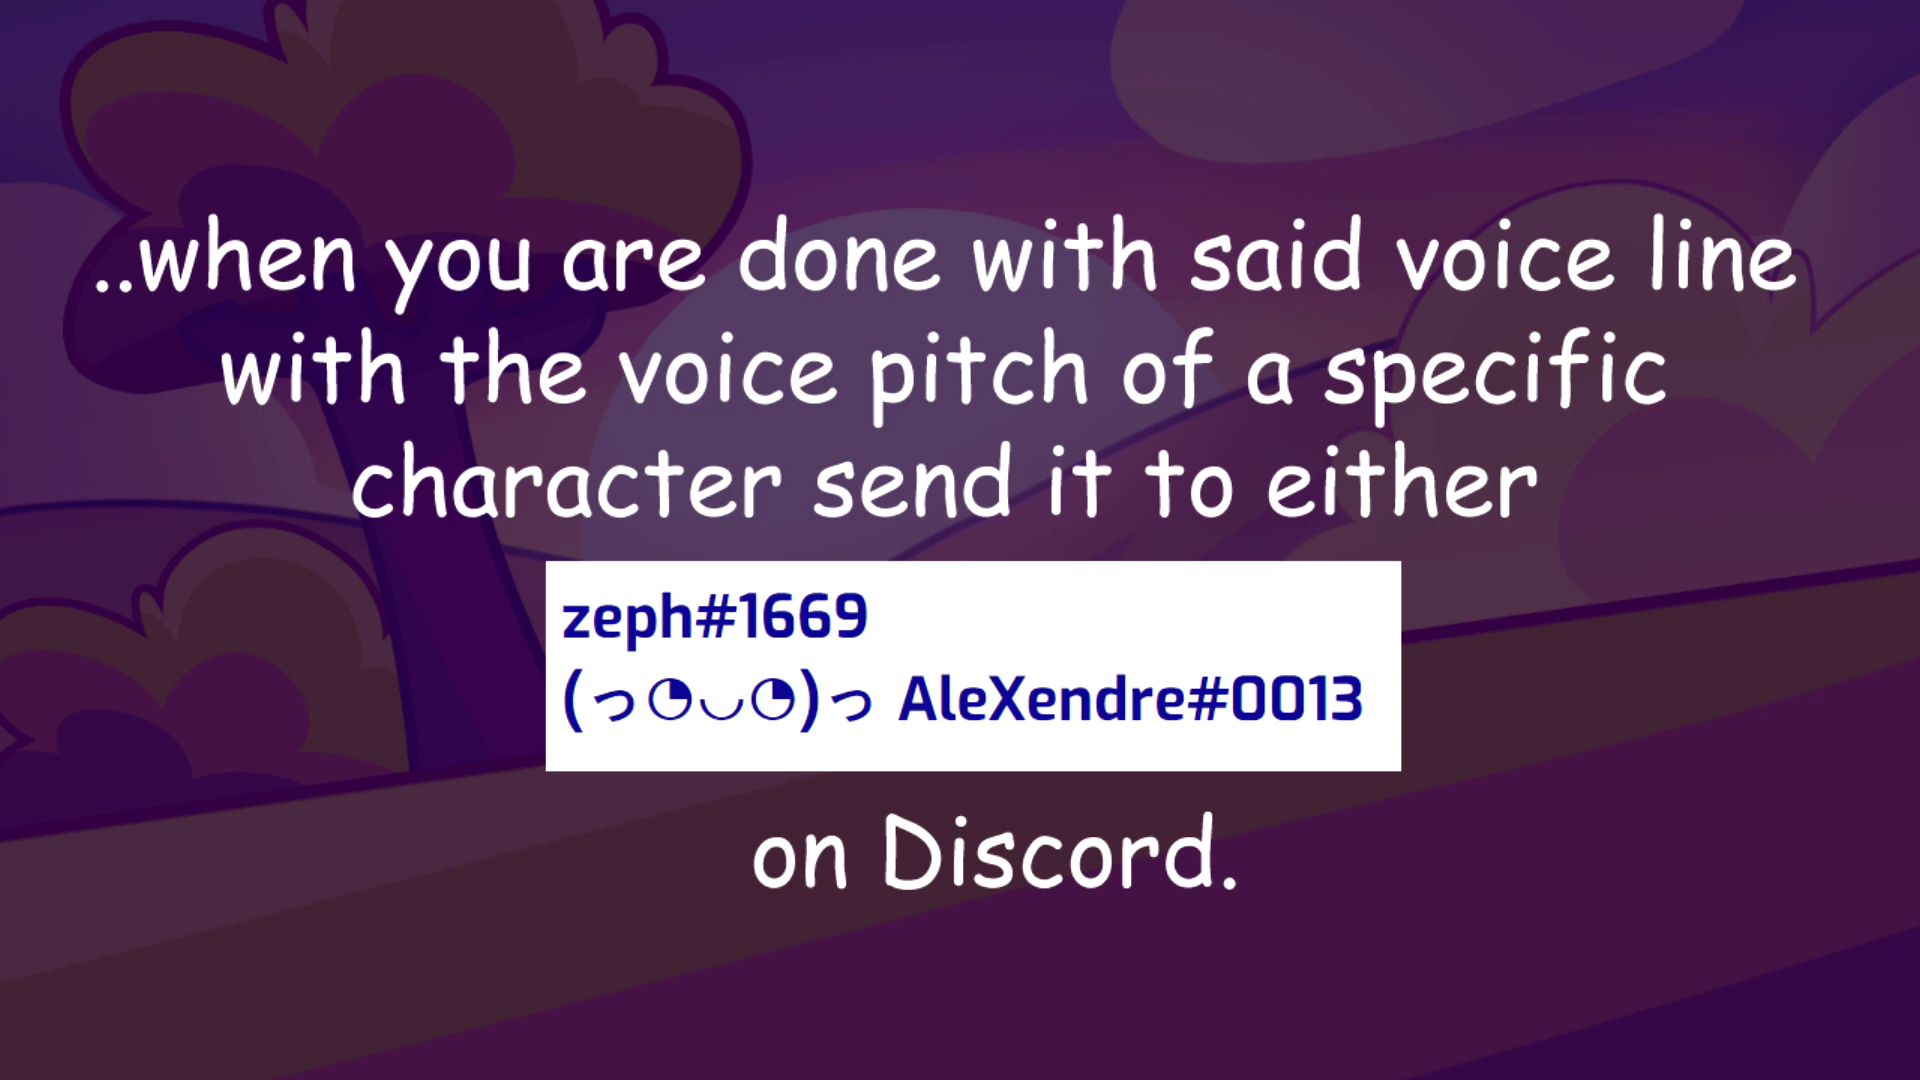 ..when you are done with said voice line
with the voice pitch of a specific
character send it to either
zeph#1669
(っ◔◡◔)っ AleXendre#0013
on Discord.